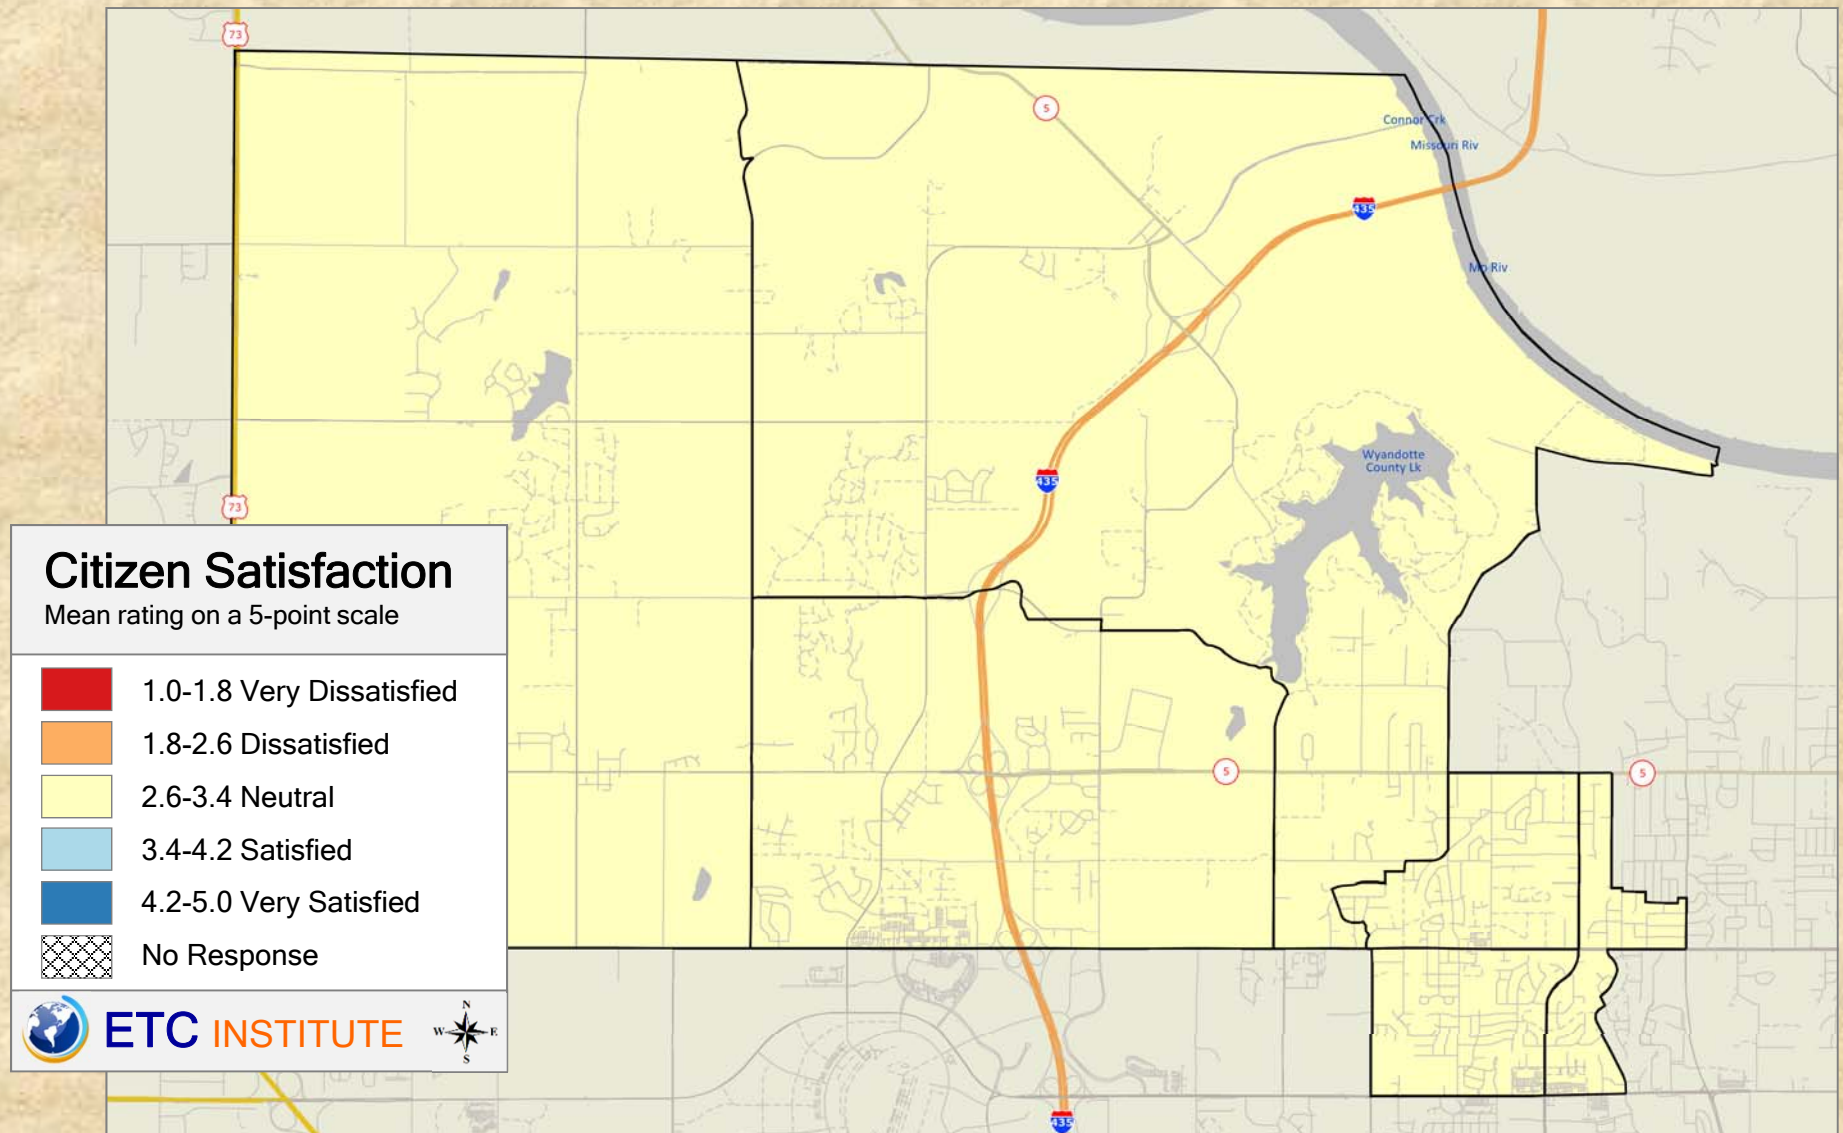 73
5
Connor Crk
Missouri Riv
435
Mo Riv
Wyandotte
County Lk
435
73
Citizen Satisfaction
Mean rating on a 5-point scale
1.0-1.8 Very Dissatisfied
1.8-2.6 Dissatisfied
2.6-3.4 Neutral
3.4-4.2 Satisfied
4.2-5.0 Very Satisfied
No Response
5
5
ETC INSTITUTE
N
W E
S
435